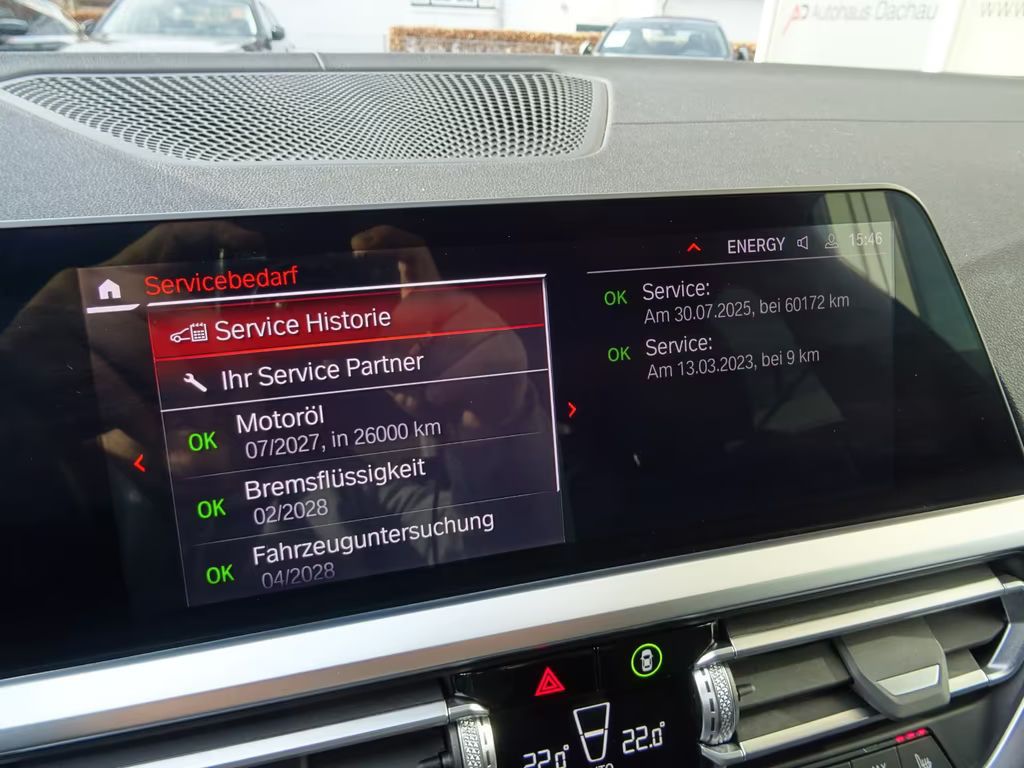 Autohaus Dachau
www
ENERGY 15:46
Servicebedarf
Service Historie
Ihr Service Partner
OK Motoröl
07/2027, in 26000 km
OK Bremsflüssigkeit
02/2028
OK Fahrzeuguntersuchung
04/2028
OK Service:
Am 30.07.2025, bei 60172 km
OK Service:
Am 13.03.2023, bei 9 km
22.0° 22.0°